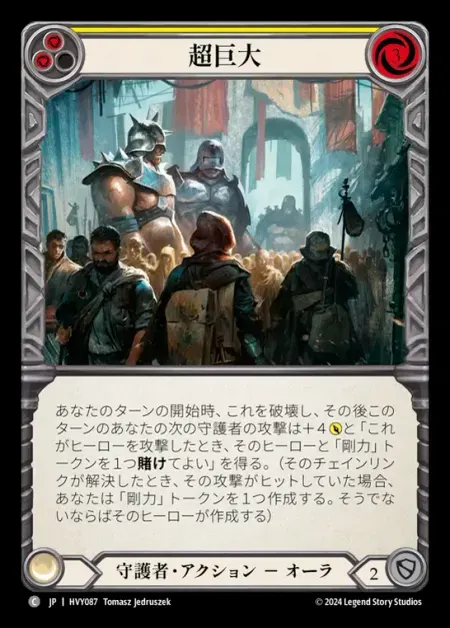 超巨大
3
あなたのターンの開始時、これを破壊し、その後この
ターンのあなたの次の守護者の攻撃は＋4と「これ
がヒーローを攻撃したとき、そのヒーローと「剛力」ト
ークンを1つ賭けてよい」を得る。（そのチェインリン
クが解決したとき、その攻撃がヒットしていた場合、
あなたは「剛力」トークンを1つ作成する。そうでな
いならばそのヒーローが作成する）
守護者・アクション － オーラ
2
C JP | HVY087 Tomasz Jedruszek
© 2024 Legend Story Studios